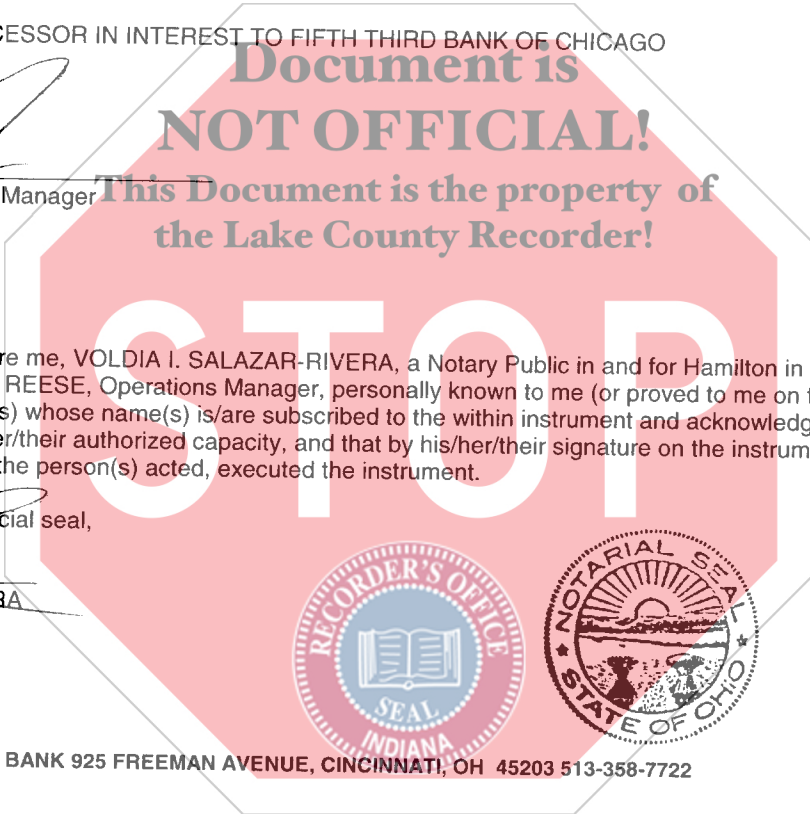 CESSOR IN INTEREST TO FIFTH THIRD BANK OF CHICAGO
Document is
NOT OFFICIAL!
Manager
This Document is the property of
the Lake County Recorder!
STOP
re me, VOLDIA I. SALAZAR-RIVERA, a Notary Public in and for Hamilton in
REESE, Operations Manager, personally known to me (or proved to me on t
s) whose name(s) is/are subscribed to the within instrument and acknowledg
er/their authorized capacity, and that by his/her/their signature on the instrum
the person(s) acted, executed the instrument.
cial seal,
RA
RECORDER'S OFFICE
SEAL
INDIANA
NOTARIAL SEAL
STATE OF OHIO
BANK 925 FREEMAN AVENUE, CINCINNATI, OH 45203 513-358-7722